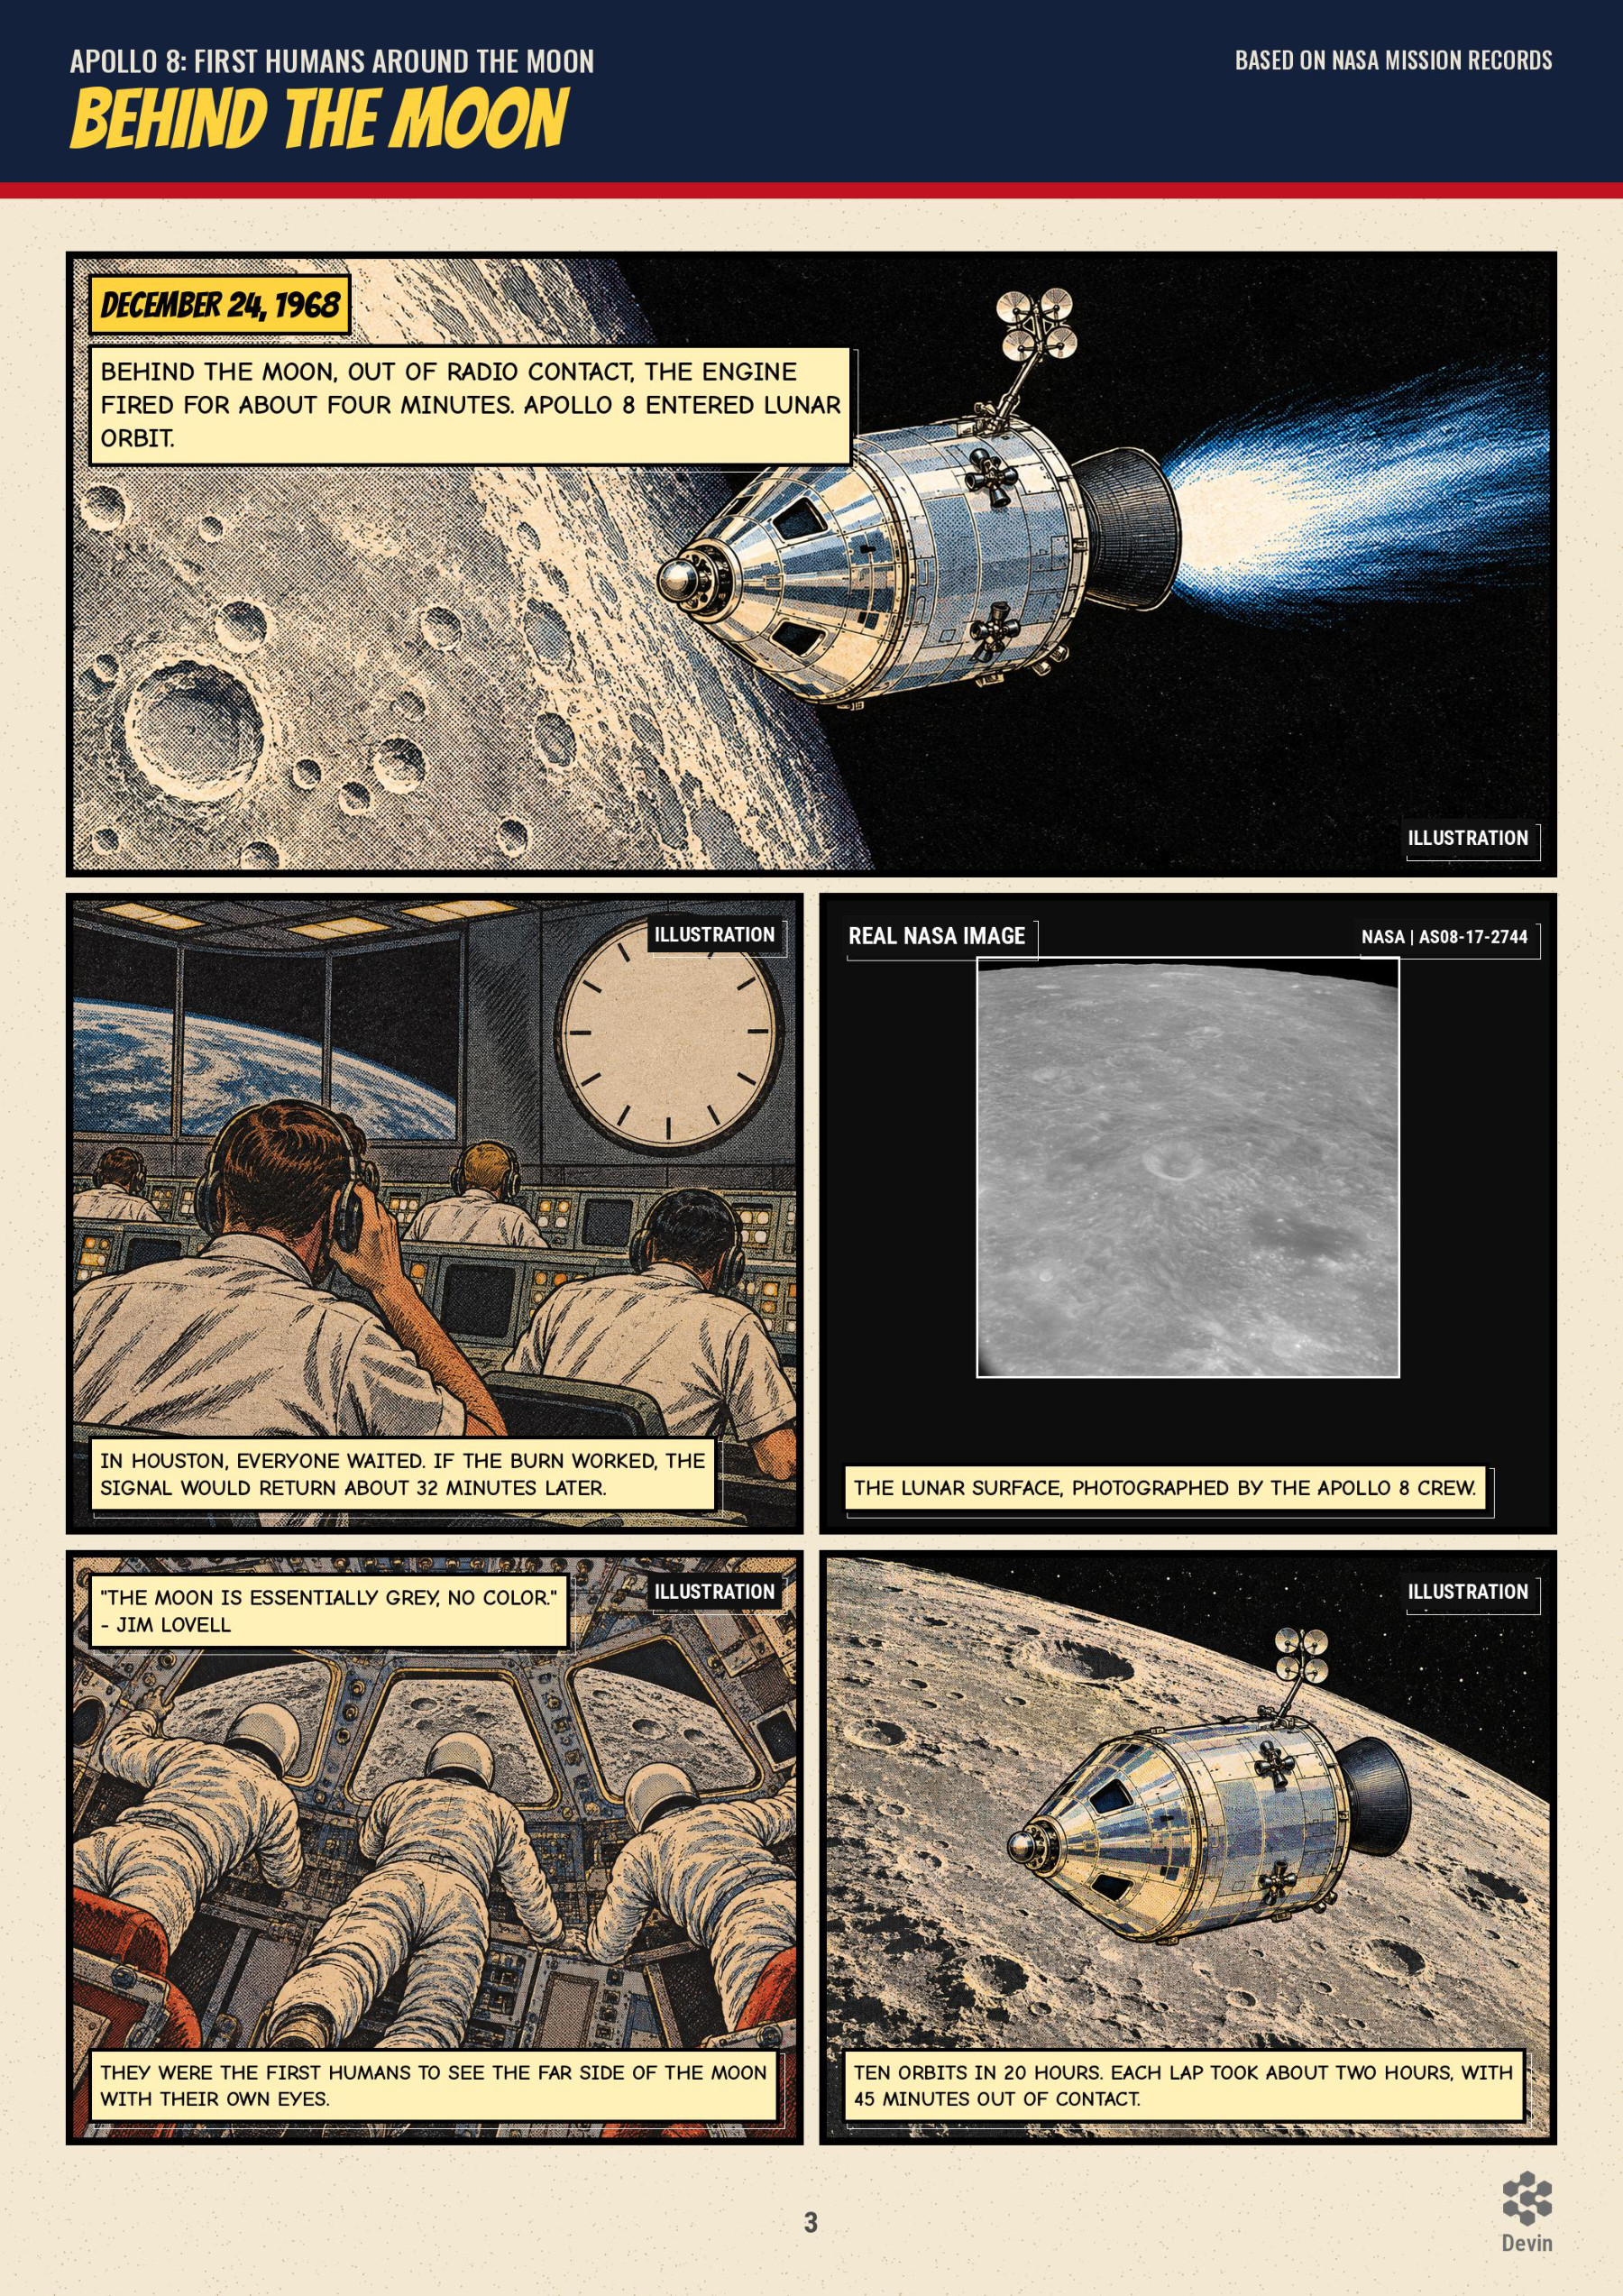 APOLLO 8: FIRST HUMANS AROUND THE MOON
BASED ON NASA MISSION RECORDS
BEHIND THE MOON
DECEMBER 24, 1968
BEHIND THE MOON, OUT OF RADIO CONTACT, THE ENGINE
FIRED FOR ABOUT FOUR MINUTES. APOLLO 8 ENTERED LUNAR
ORBIT.
ILLUSTRATION
ILLUSTRATION
IN HOUSTON, EVERYONE WAITED. IF THE BURN WORKED, THE
SIGNAL WOULD RETURN ABOUT 32 MINUTES LATER.
REAL NASA IMAGE
NASA | AS08-17-2744
THE LUNAR SURFACE, PHOTOGRAPHED BY THE APOLLO 8 CREW.
"THE MOON IS ESSENTIALLY GREY, NO COLOR."
- JIM LOVELL
ILLUSTRATION
THEY WERE THE FIRST HUMANS TO SEE THE FAR SIDE OF THE MOON
WITH THEIR OWN EYES.
ILLUSTRATION
TEN ORBITS IN 20 HOURS. EACH LAP TOOK ABOUT TWO HOURS, WITH
45 MINUTES OUT OF CONTACT.
3
Devin